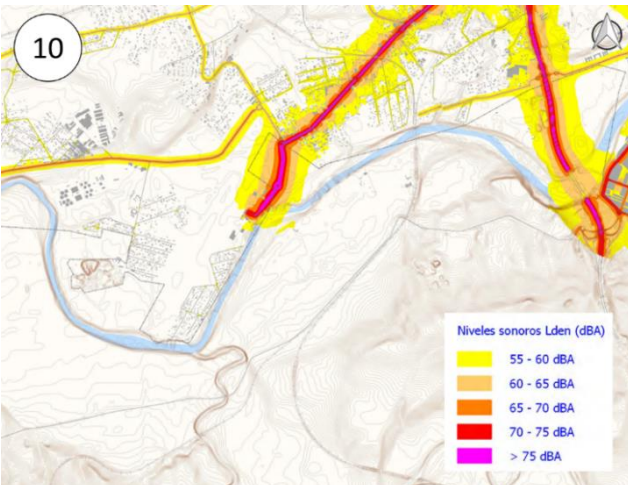 10
Niveles sonoros Lden (dBA)
55 - 60 dBA
60 - 65 dBA
65 - 70 dBA
70 - 75 dBA
> 75 dBA